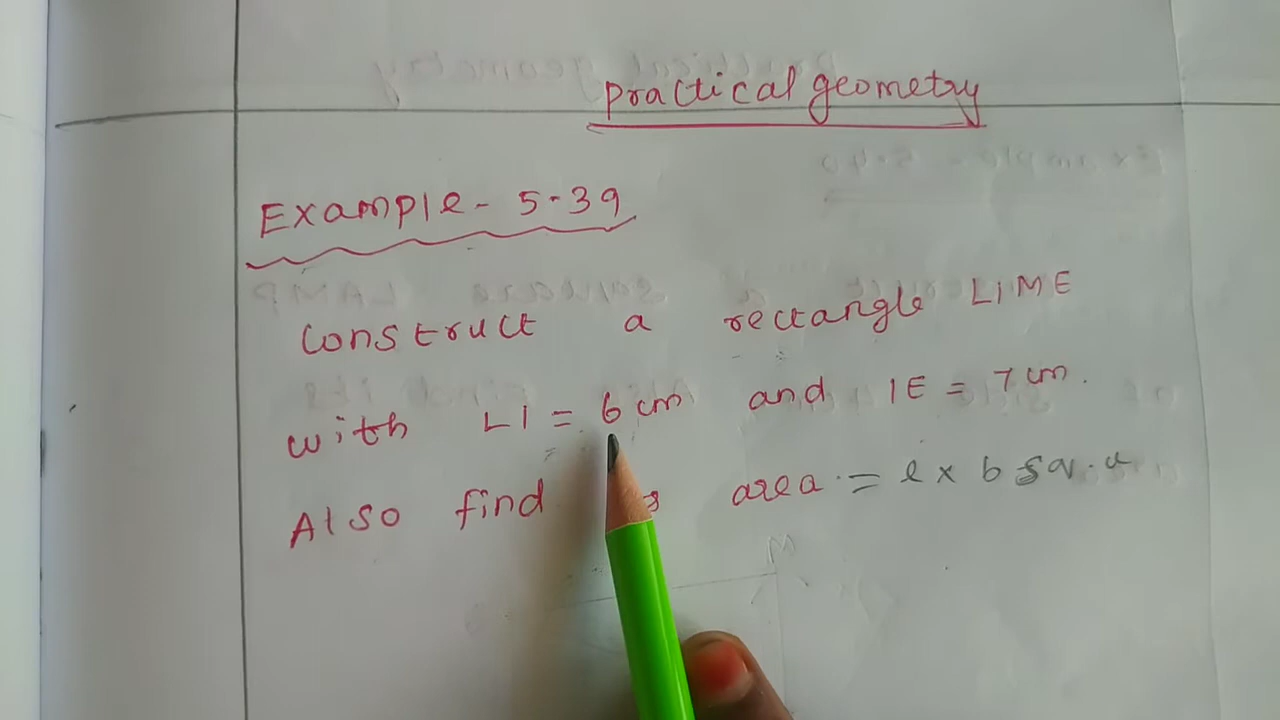 Practical geometry
Example - 5.39
Construct a rectangle LIME
with LI = 6 cm and IE = 7 cm.
Also find area. = l x b sq. u
M